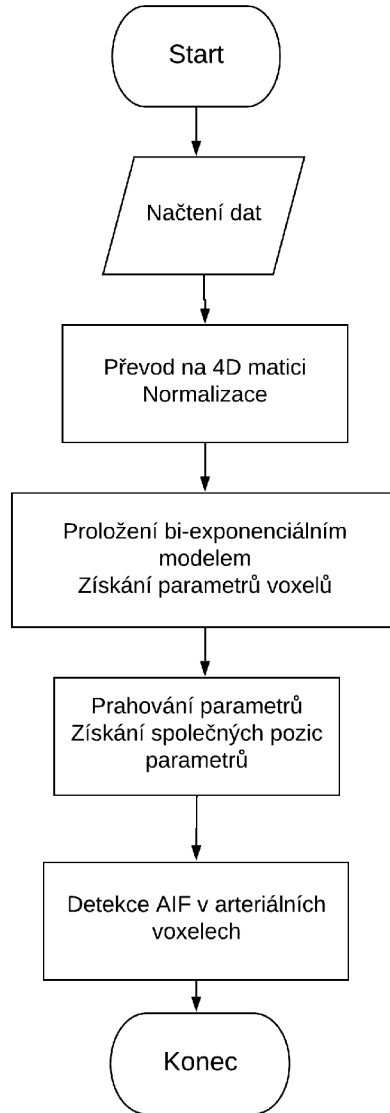 Start
Načtení dat
Převod na 4D matici
Normalizace
Proložení bi-exponenciálním
modelem
Získání parametrů voxelů
Prahování parametrů
Získání společných pozic
parametrů
Detekce AIF v arteriálních
voxelech
Konec